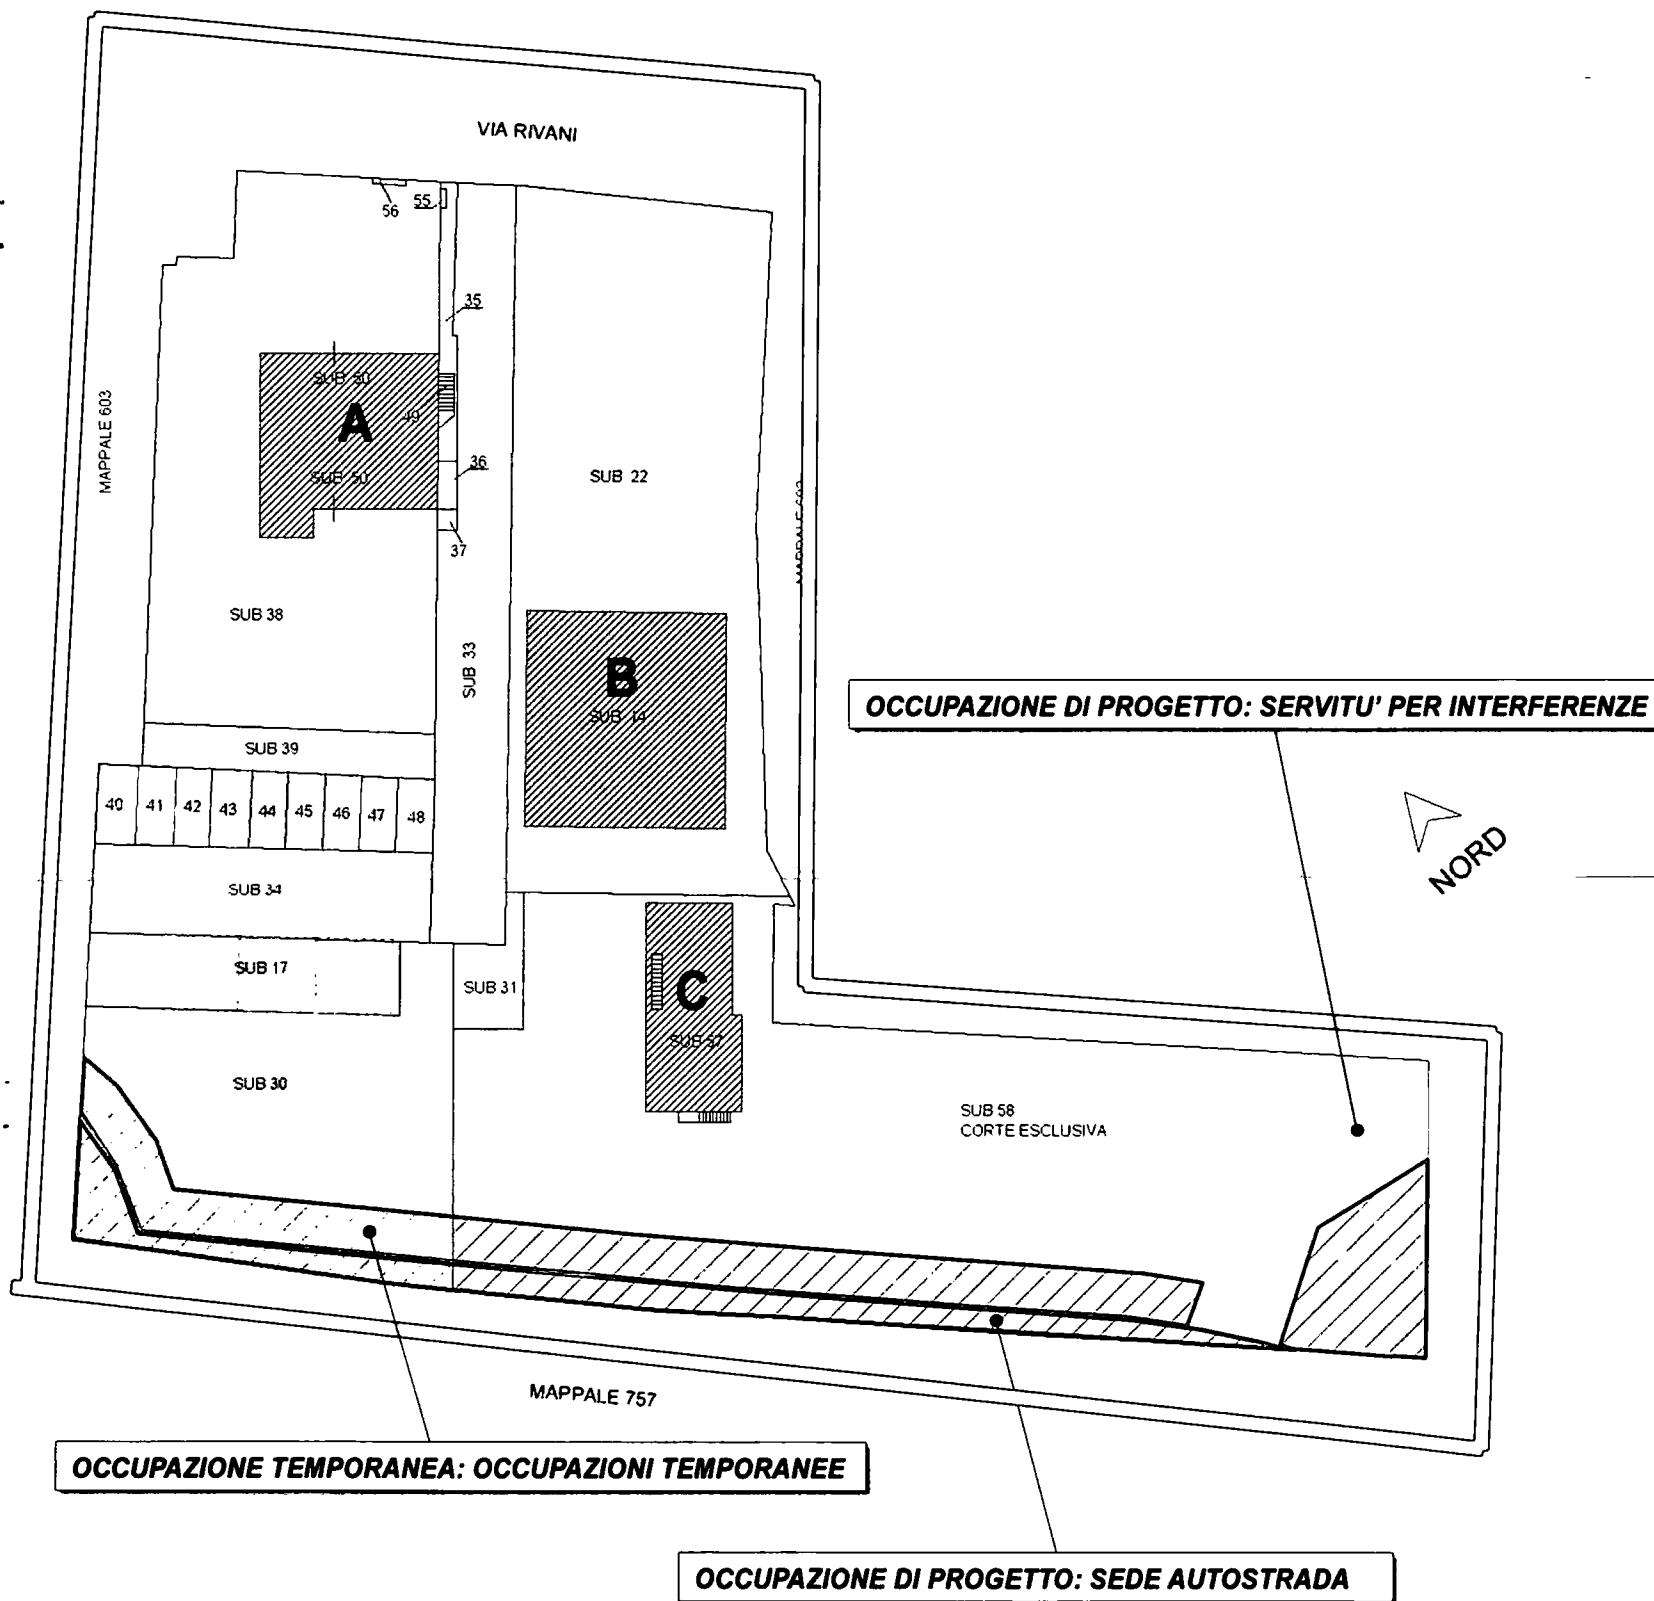 VIA RIVANI
56
55
35
MAPPALE 603
SUB 50
A
49
SUB 50
36
SUB 22
37
SUB 38
SUB 33
B
SUB 14
OCCUPAZIONE DI PROGETTO: SERVITU' PER INTERFERENZE
SUB 39
40 41 42 43 44 45 46 47 48
NORD
SUB 34
SUB 17
SUB 31
C
SUB 57
SUB 30
SUB 58
CORTE ESCLUSIVA
MAPPALE 757
OCCUPAZIONE TEMPORANEA: OCCUPAZIONI TEMPORANEE
OCCUPAZIONE DI PROGETTO: SEDE AUTOSTRADA